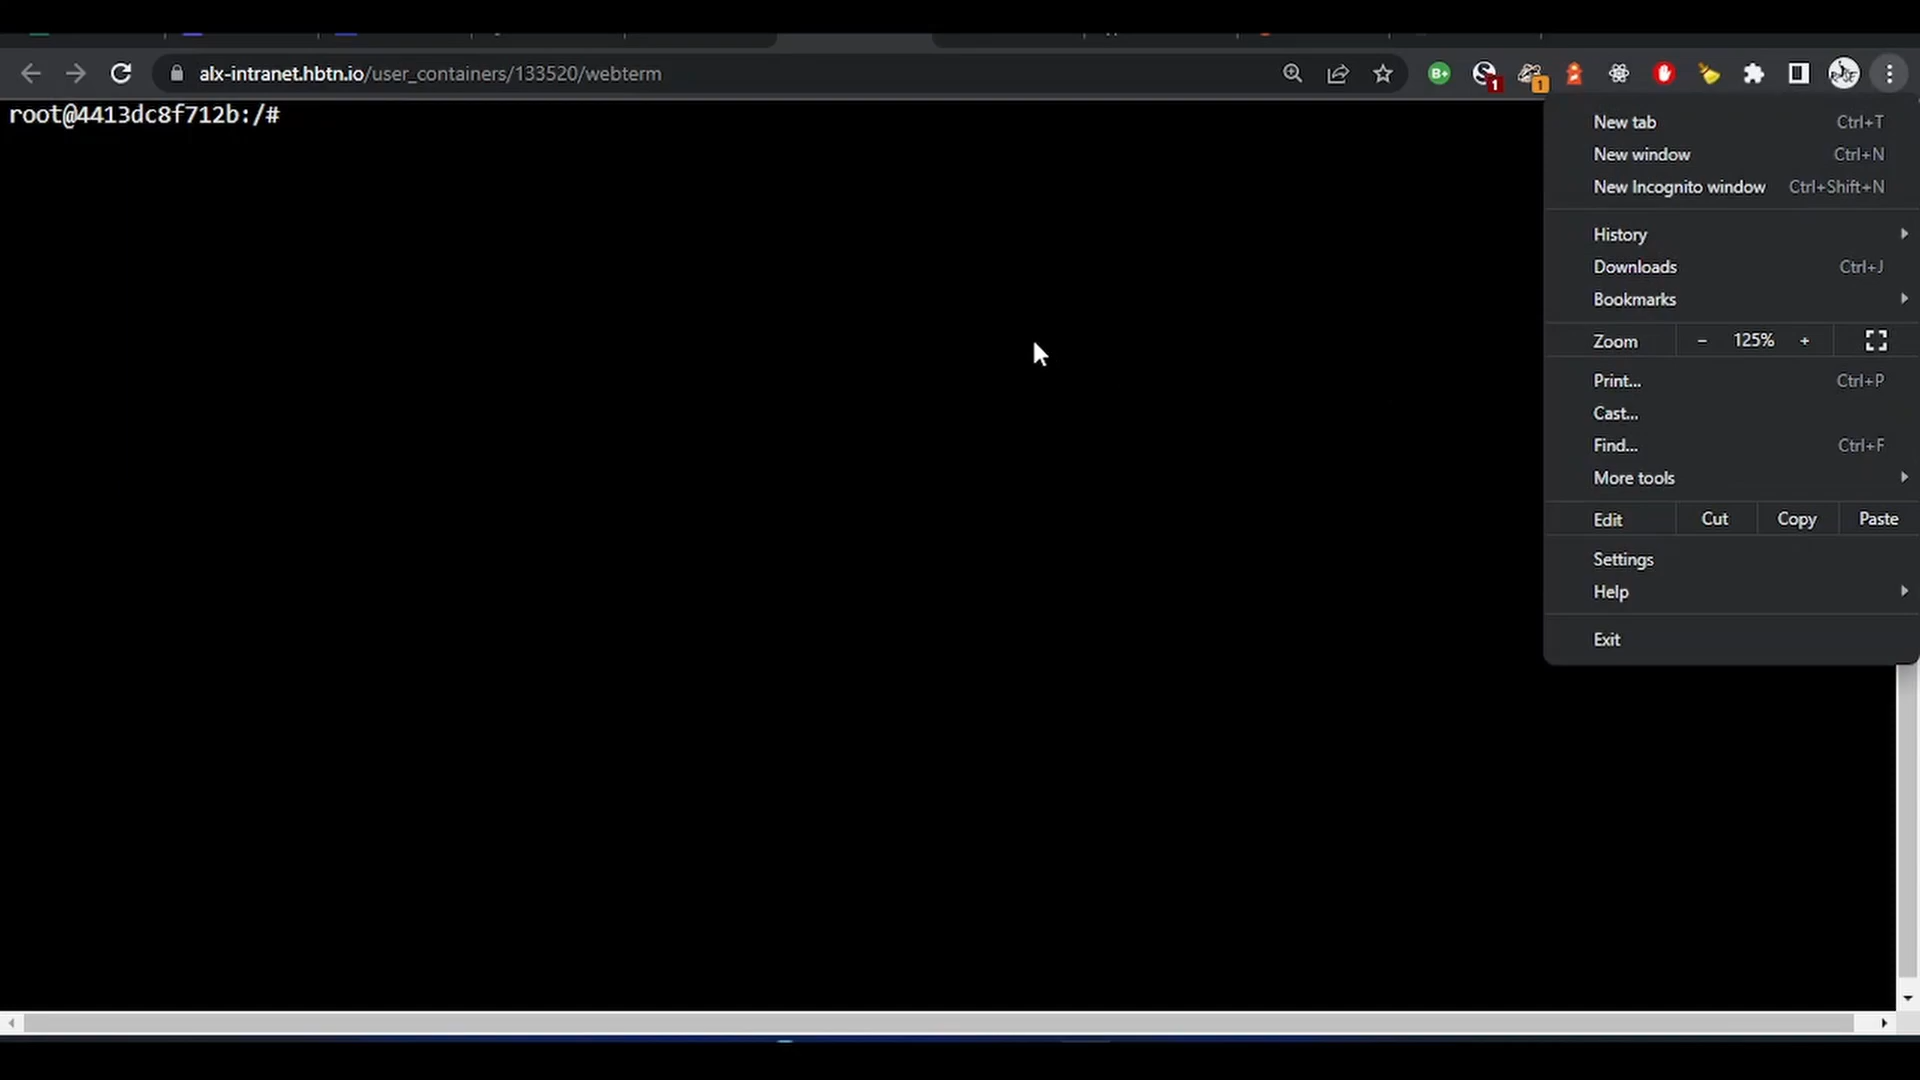 alx-intranet.hbtn.io/user_containers/133520/webterm
B+
1
1
root@4413dc8f712b:/#
New tab Ctrl+T
New window Ctrl+N
New Incognito window Ctrl+Shift+N
History
Downloads Ctrl+J
Bookmarks
Zoom - 125% +
Print... Ctrl+P
Cast...
Find... Ctrl+F
More tools
Edit Cut Copy Paste
Settings
Help
Exit